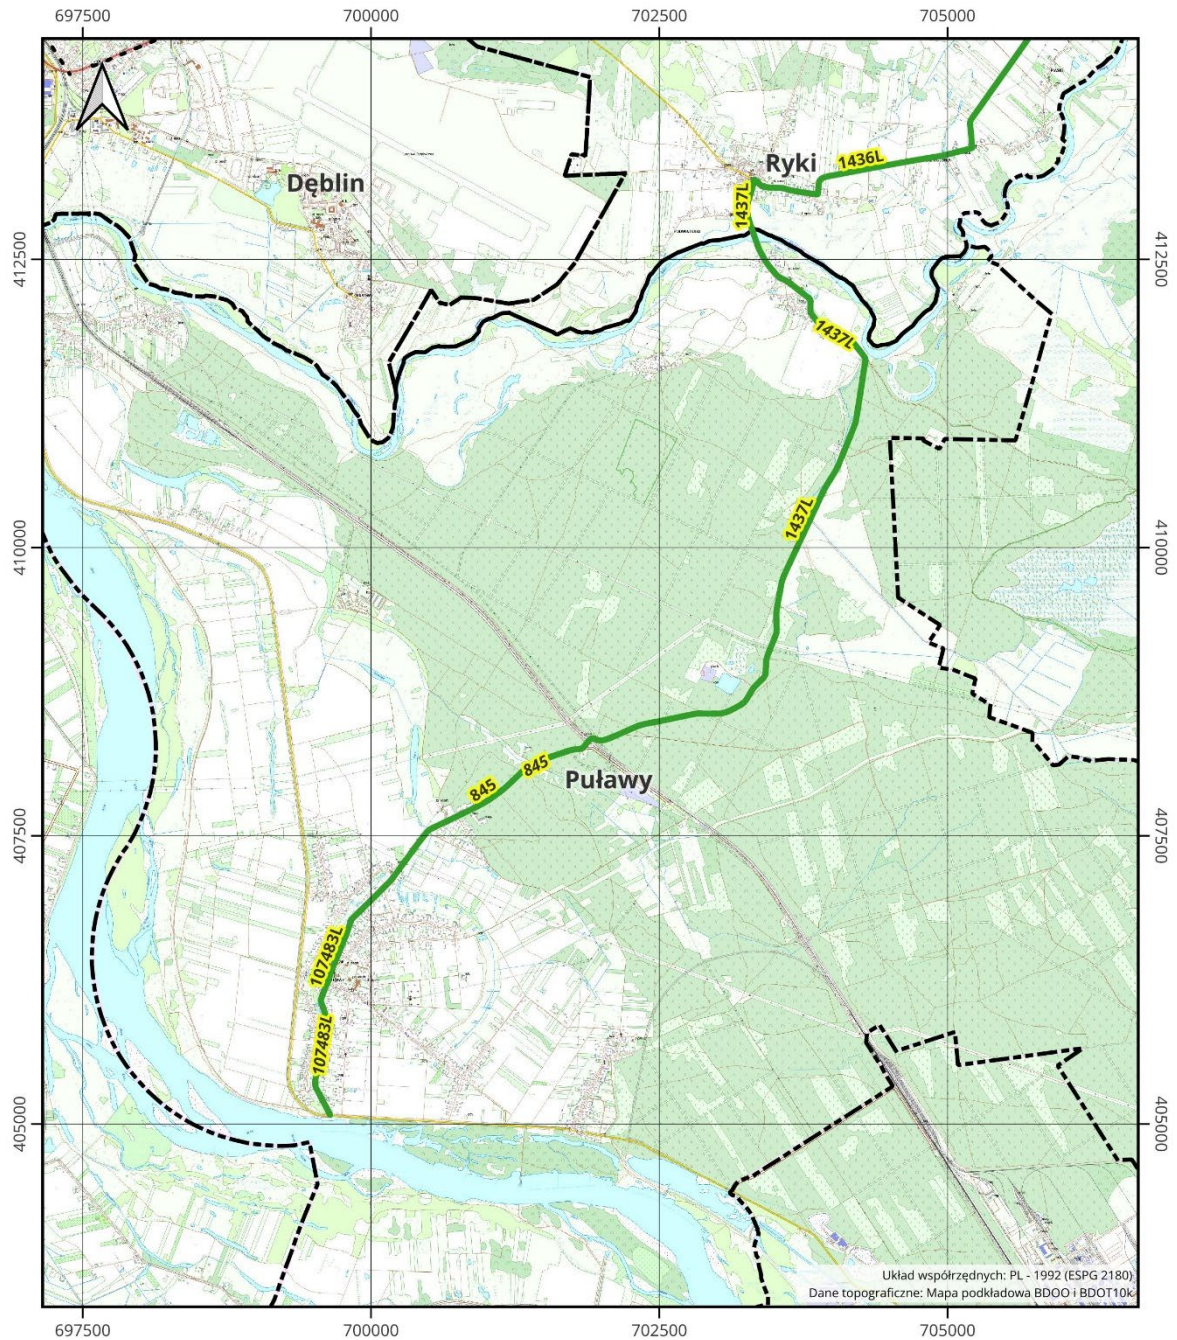 697500 700000 702500 705000
Dęblin
Ryki
1436L
1437L
412500 412500
1437L
1437L
410000 410000
845
845
Puławy
407500 407500
107483L
107483L
405000 405000
Układ współrzędnych: PL - 1992 (ESPG 2180)
Dane topograficzne: Mapa podkładowa BDOO i BDOT10k
697500 700000 702500 705000